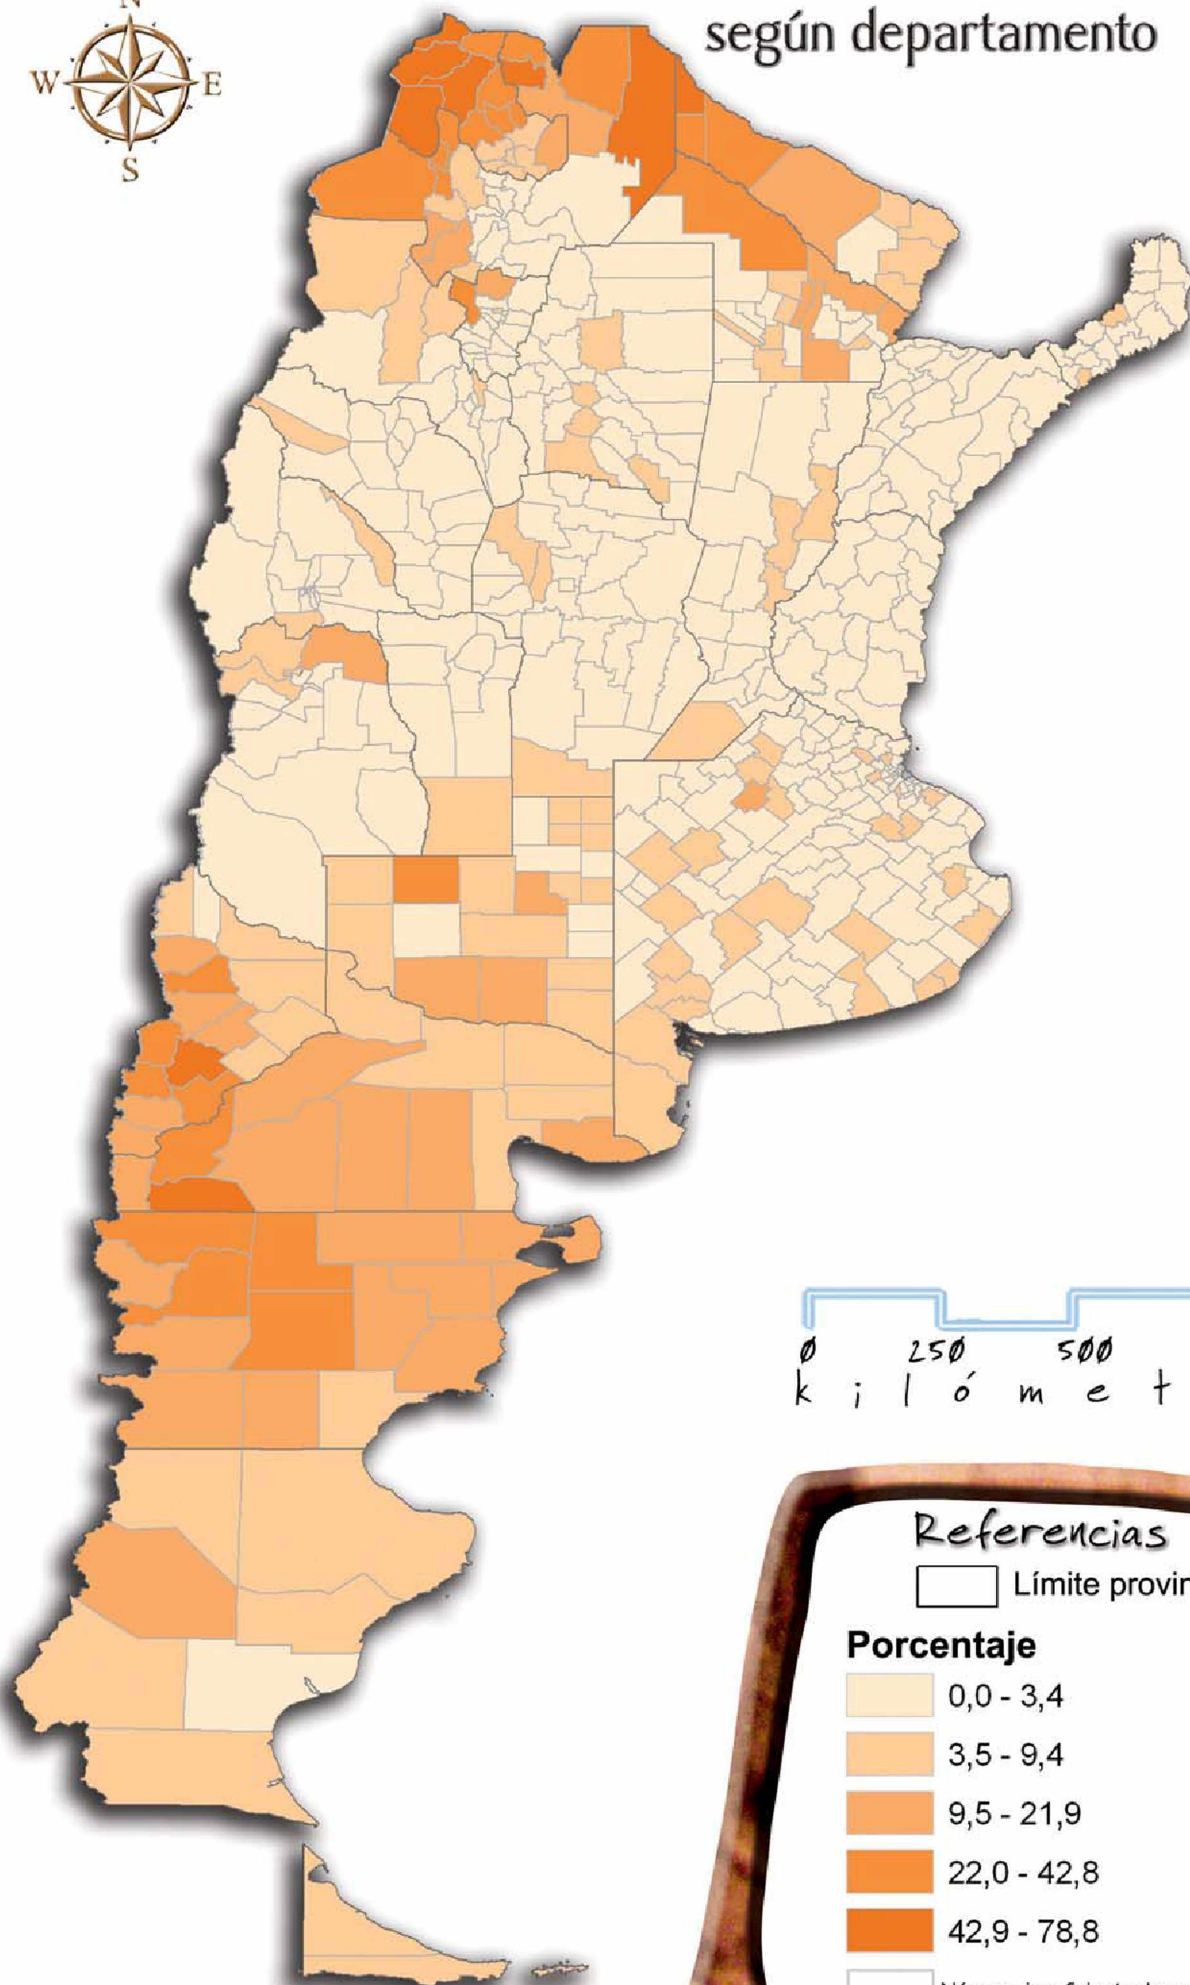 N
según departamento
W E
S
0 250 500
k i l ó m e t
Referencias
Límite provin
Porcentaje
0,0 - 3,4
3,5 - 9,4
9,5 - 21,9
22,0 - 42,8
42,9 - 78,8